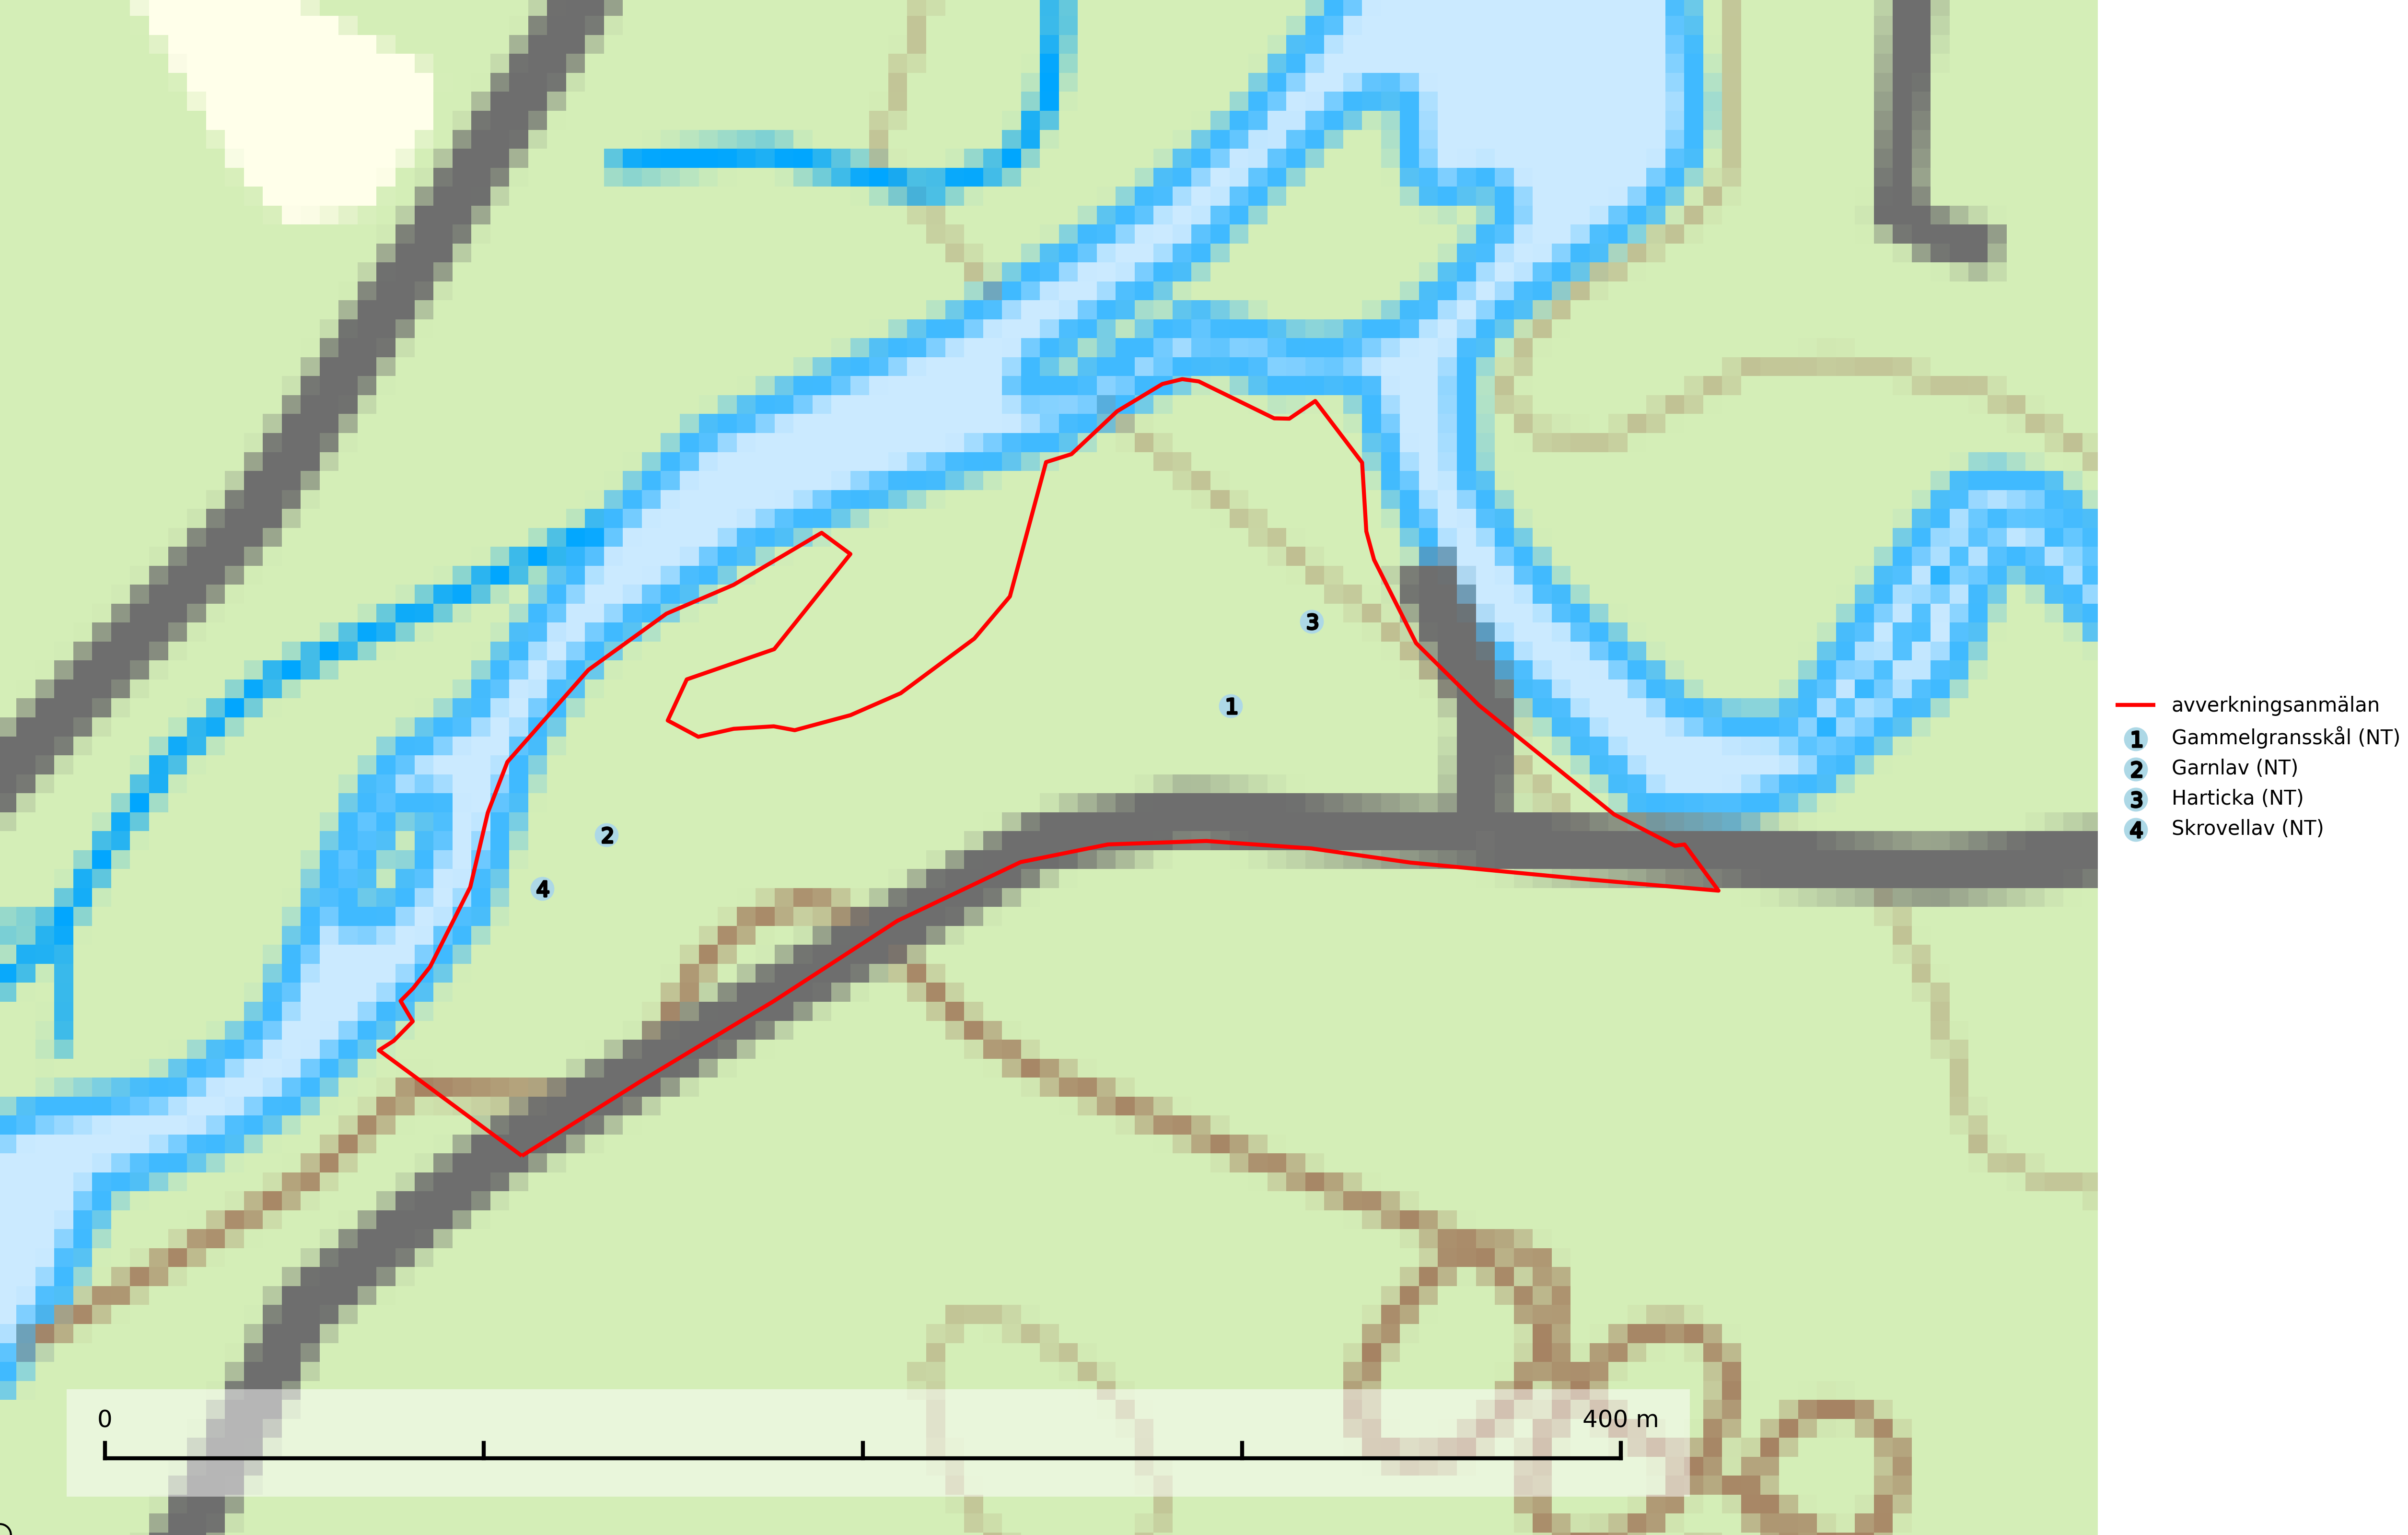 3
1
2
4
0 400 m
avverkningsanmälan
1 Gammelgransskål (NT)
2 Garnlav (NT)
3 Harticka (NT)
4 Skrovellav (NT)